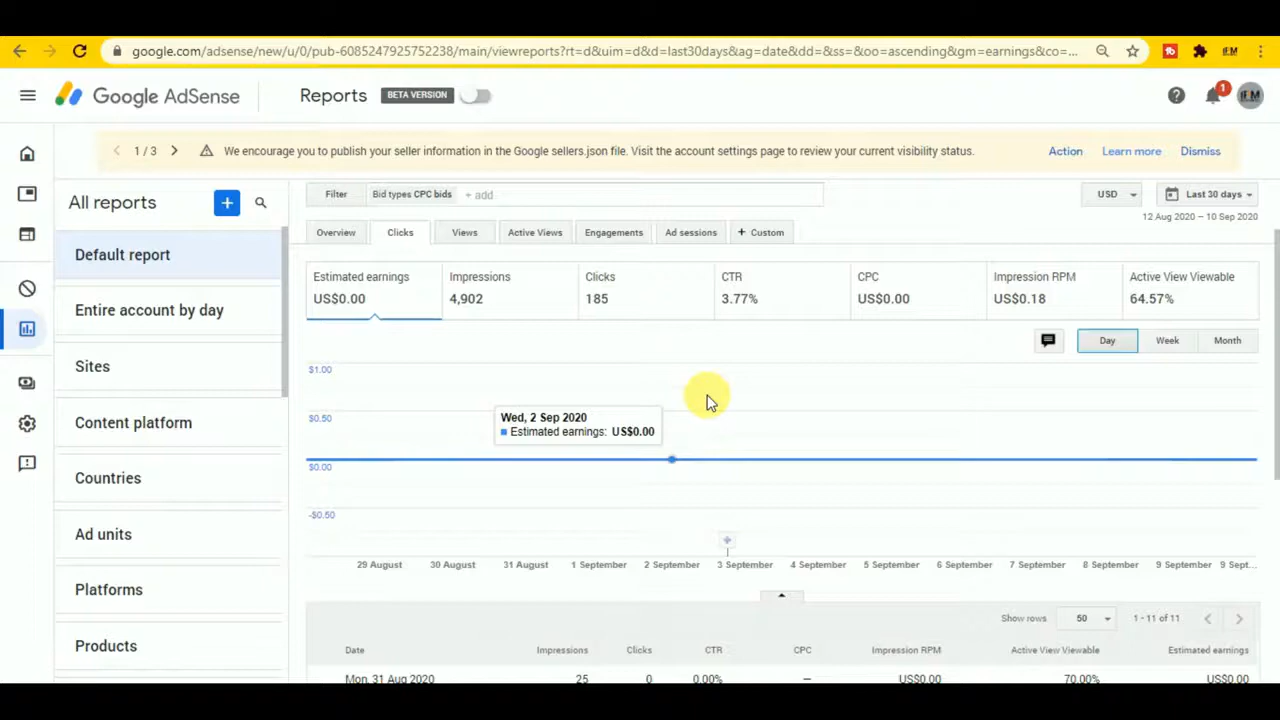 google.com/adsense/new/u/0/pub-6085247925752238/main/viewreports?rt=d&uim=d&d=last30days&ag=date&dd=&ss=&oo=ascending&gm=earnings&co=...
Google AdSense
Reports
BETA VERSION
1
1 / 3
We encourage you to publish your seller information in the Google sellers.json file. Visit the account settings page to review your current visibility status.
Action
Learn more
Dismiss
All reports
Default report
Entire account by day
Sites
Content platform
Countries
Ad units
Platforms
Products
Filter
Bid types CPC bids
+ add
USD
Last 30 days
12 Aug 2020 – 10 Sep 2020
Overview
Clicks
Views
Active Views
Engagements
Ad sessions
+ Custom
Estimated earnings
US$0.00
Impressions
4,902
Clicks
185
CTR
3.77%
CPC
US$0.00
Impression RPM
US$0.18
Active View Viewable
64.57%
Day
Week
Month
$1.00
$0.50
$0.00
-$0.50
Wed, 2 Sep 2020
Estimated earnings: US$0.00
29 August 30 August 31 August 1 September 2 September 3 September 4 September 5 September 6 September 7 September 8 September 9 September 9 Sept...
Show rows
50
1 - 11 of 11
Date Impressions Clicks CTR CPC Impression RPM Active View Viewable Estimated earnings
Mon, 31 Aug 2020 25 0 0.00% — US$0.00 70.00% US$0.00